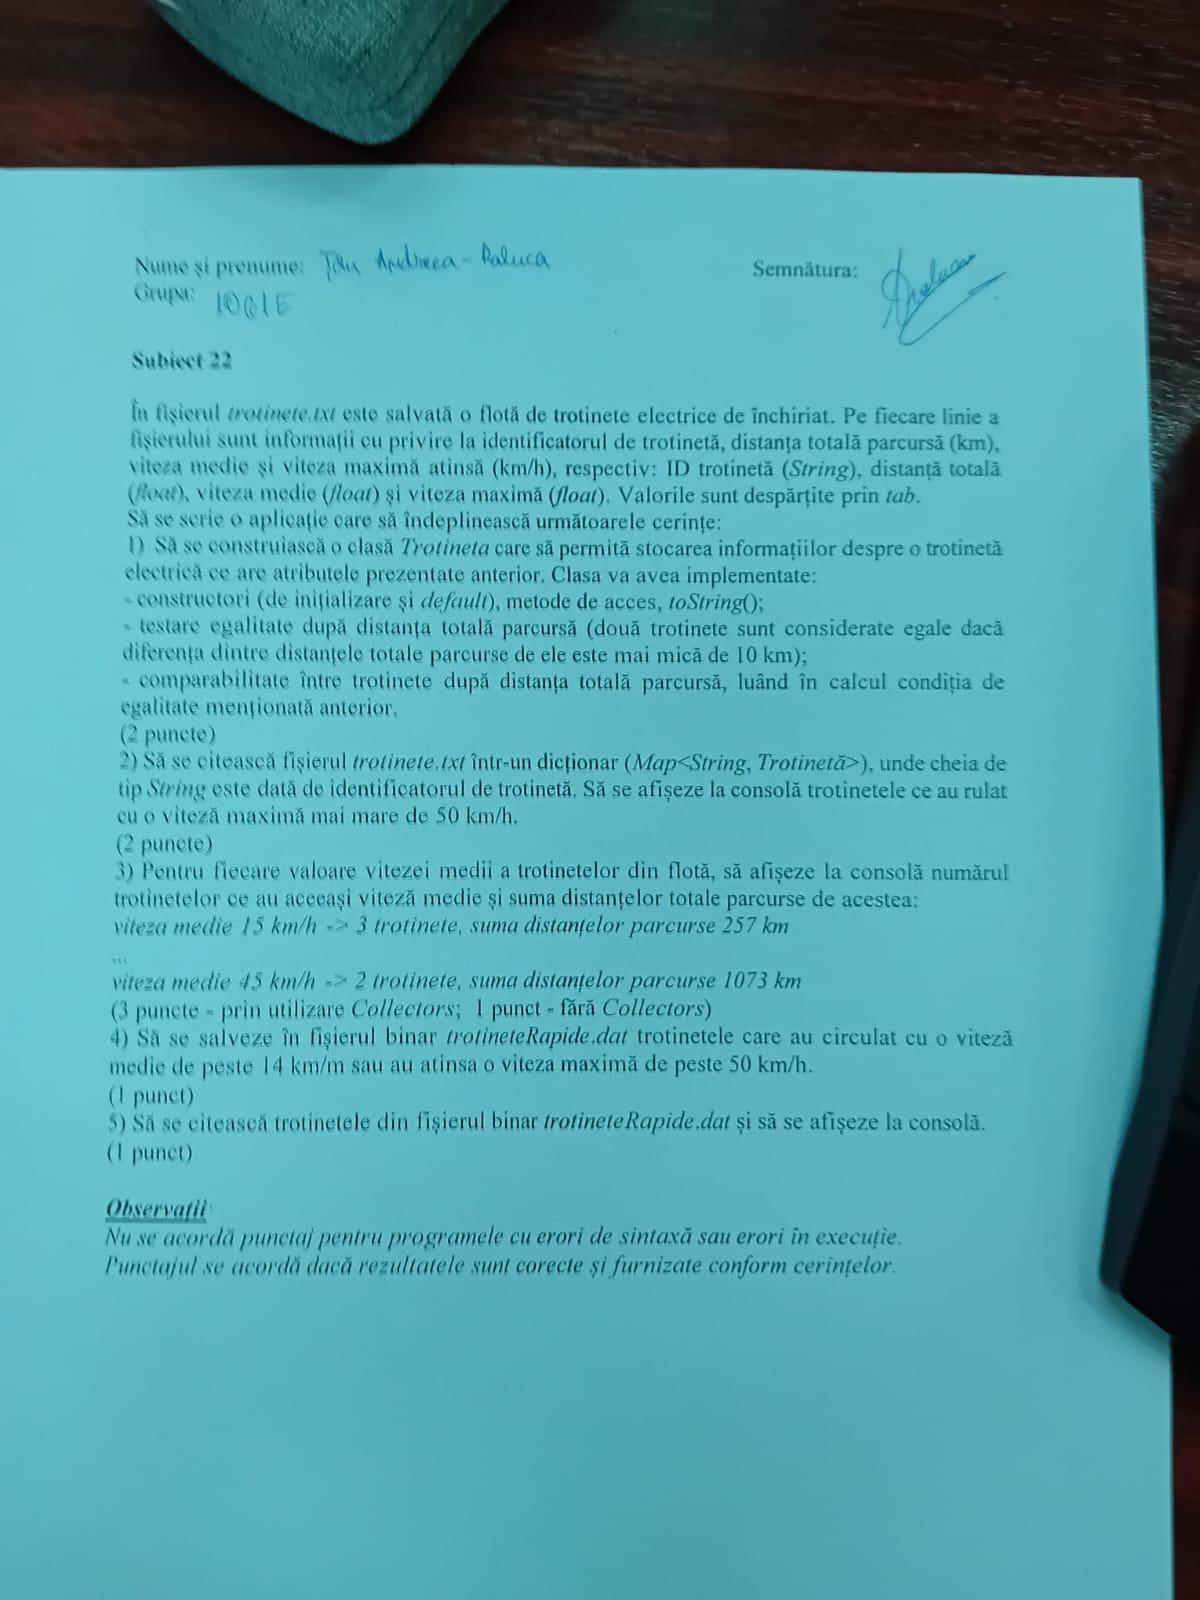 Nume și prenume: Andreea - Raluca Semnătura:
Grupa: 1061E
Subiect 22
În fișierul trotinete.txt este salvată o flotă de trotinete electrice de închiriat. Pe fiecare linie a
fișierului sunt informații cu privire la identificatorul de trotinetă, distanța totală parcursă (km),
viteza medie și viteza maximă atinsă (km/h), respectiv: ID trotinetă (String), distanță totală
(float), viteza medie (float) și viteza maximă (float). Valorile sunt despărțite prin tab.
Să se scrie o aplicație care să îndeplinească următoarele cerințe:
1) Să se construiască o clasă Trotineta care să permită stocarea informațiilor despre o trotinetă
electrică ce are atributele prezentate anterior. Clasa va avea implementate:
- constructori (de inițializare și default), metode de acces, toString();
- testare egalitate după distanța totală parcursă (două trotinete sunt considerate egale dacă
diferența dintre distanțele totale parcurse de ele este mai mică de 10 km);
- comparabilitate între trotinete după distanța totală parcursă, luând în calcul condiția de
egalitate menționată anterior.
(2 puncte)
2) Să se citească fișierul trotinete.txt într-un dicționar (Map<String, Trotinetă>), unde cheia de
tip String este dată de identificatorul de trotinetă. Să se afișeze la consolă trotinetele ce au rulat
cu o viteză maximă mai mare de 50 km/h.
(2 puncte)
3) Pentru fiecare valoare vitezei medii a trotinetelor din flotă, să afișeze la consolă numărul
trotinetelor ce au aceeași viteză medie și suma distanțelor totale parcurse de acestea:
viteza medie 15 km/h -> 3 trotinete, suma distanțelor parcurse 257 km
...
viteza medie 45 km/h -> 2 trotinete, suma distanțelor parcurse 1073 km
(3 puncte - prin utilizare Collectors; 1 punct - fără Collectors)
4) Să se salveze în fișierul binar trotineteRapide.dat trotinetele care au circulat cu o viteză
medie de peste 14 km/m sau au atinsa o viteza maximă de peste 50 km/h.
(1 punct)
5) Să se citească trotinetele din fișierul binar trotineteRapide.dat și să se afișeze la consolă.
(1 punct)
Observații
Nu se acordă punctaj pentru programele cu erori de sintaxă sau erori în execuție.
Punctajul se acordă dacă rezultatele sunt corecte și furnizate conform cerințelor.